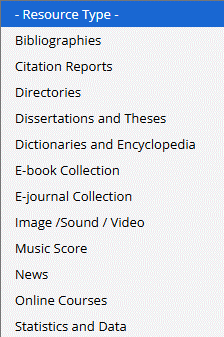 - Resource Type -
Bibliographies
Citation Reports
Directories
Dissertations and Theses
Dictionaries and Encyclopedia
E-book Collection
E-journal Collection
Image /Sound / Video
Music Score
News
Online Courses
Statistics and Data